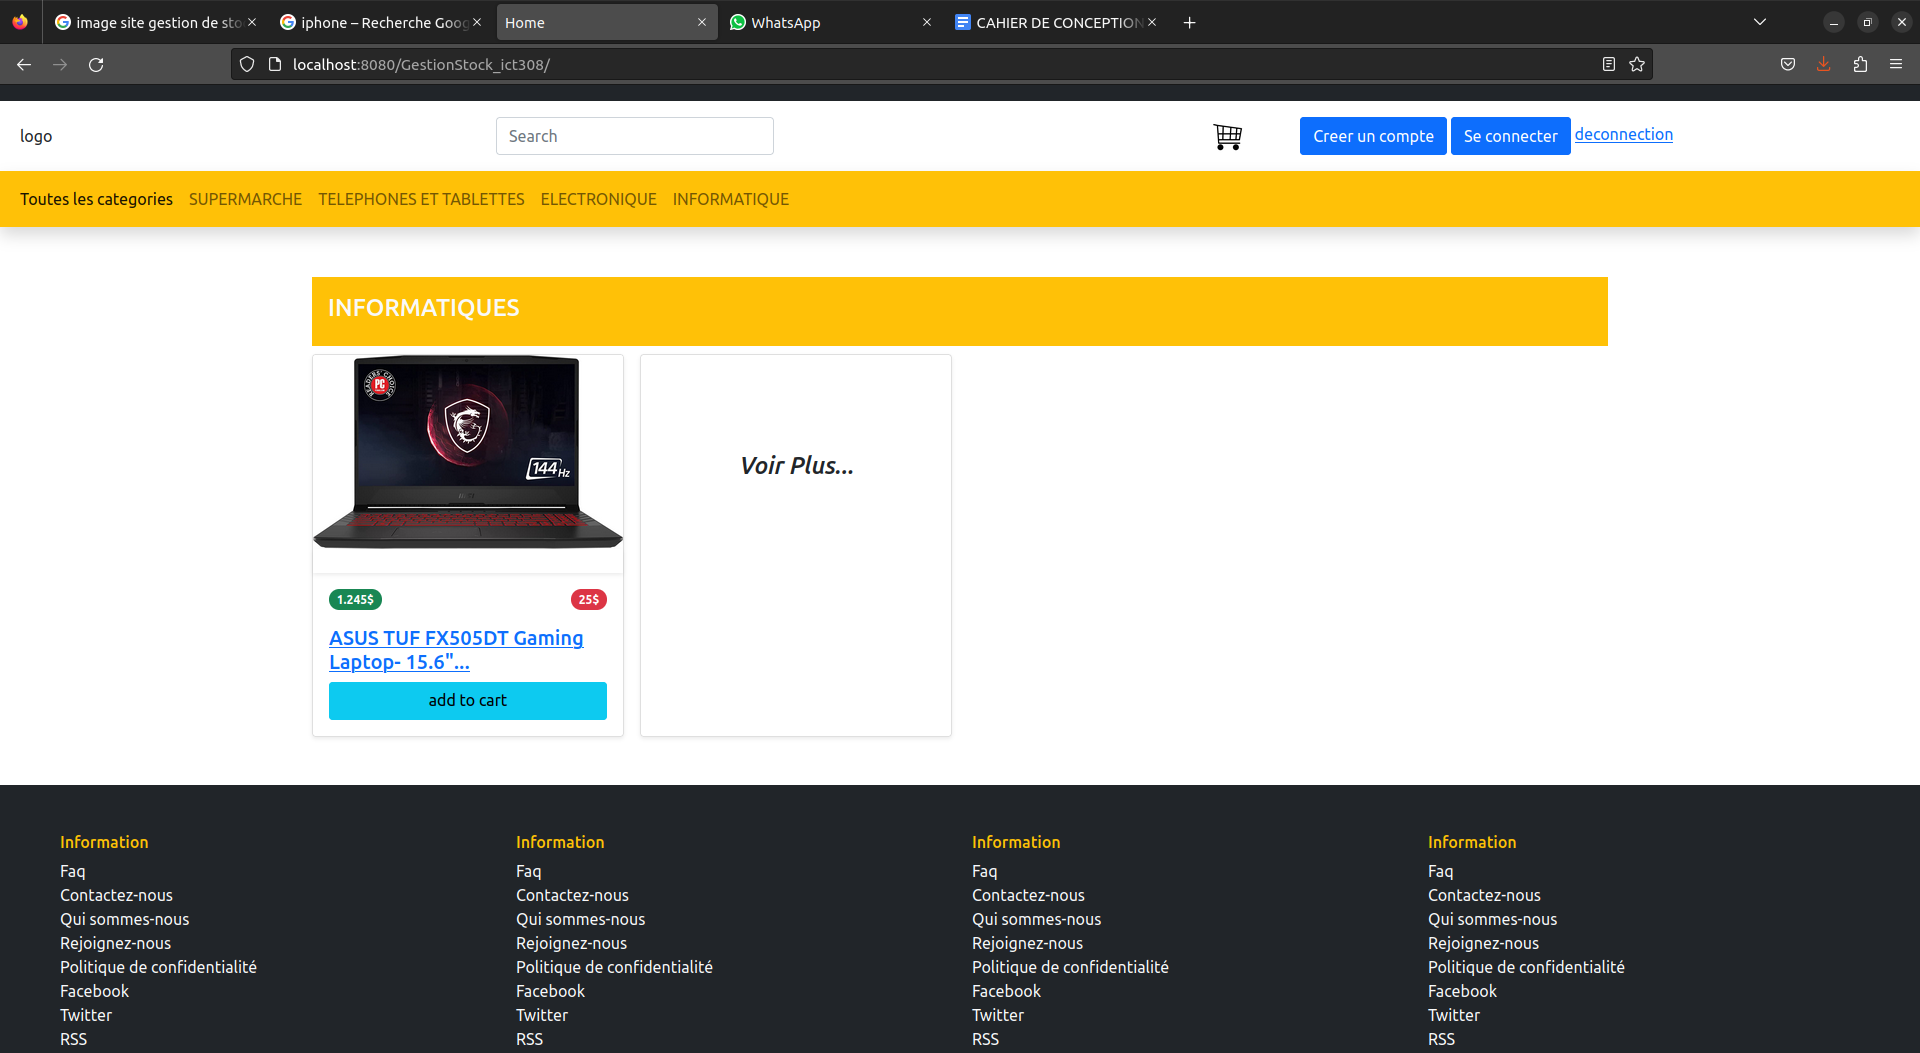 image site gestion de sto
iphone – Recherche Goog
Home
WhatsApp
CAHIER DE CONCEPTION
localhost:8080/GestionStock_ict308/
logo
Search
Creer un compte
Se connecter
deconnection
Toutes les categories
SUPERMARCHE
TELEPHONES ET TABLETTES
ELECTRONIQUE
INFORMATIQUE
INFORMATIQUES
READERS' CHOICE
PC
144Hz
1.245$
25$
ASUS TUF FX505DT Gaming
Laptop- 15.6"...
add to cart
Voir Plus...
Information
Faq
Contactez-nous
Qui sommes-nous
Rejoignez-nous
Politique de confidentialité
Facebook
Twitter
RSS
Information
Faq
Contactez-nous
Qui sommes-nous
Rejoignez-nous
Politique de confidentialité
Facebook
Twitter
RSS
Information
Faq
Contactez-nous
Qui sommes-nous
Rejoignez-nous
Politique de confidentialité
Facebook
Twitter
RSS
Information
Faq
Contactez-nous
Qui sommes-nous
Rejoignez-nous
Politique de confidentialité
Facebook
Twitter
RSS